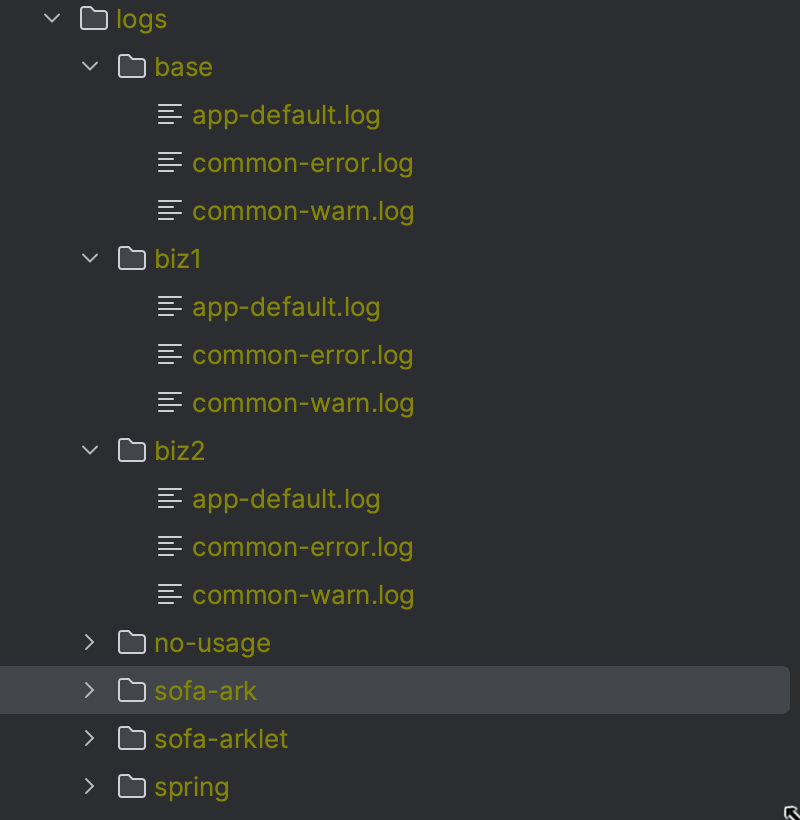 logs
base
app-default.log
common-error.log
common-warn.log
biz1
app-default.log
common-error.log
common-warn.log
biz2
app-default.log
common-error.log
common-warn.log
no-usage
sofa-ark
sofa-arklet
spring